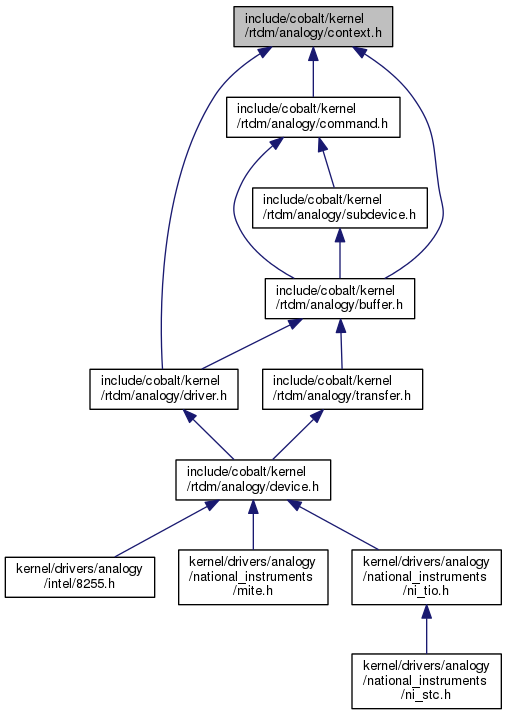 include/cobalt/kernel
/rtdm/analogy/context.h
include/cobalt/kernel
/rtdm/analogy/command.h
include/cobalt/kernel
/rtdm/analogy/subdevice.h
include/cobalt/kernel
/rtdm/analogy/buffer.h
include/cobalt/kernel
/rtdm/analogy/driver.h
include/cobalt/kernel
/rtdm/analogy/transfer.h
include/cobalt/kernel
/rtdm/analogy/device.h
kernel/drivers/analogy
/intel/8255.h
kernel/drivers/analogy
/national_instruments
/mite.h
kernel/drivers/analogy
/national_instruments
/ni_tio.h
kernel/drivers/analogy
/national_instruments
/ni_stc.h